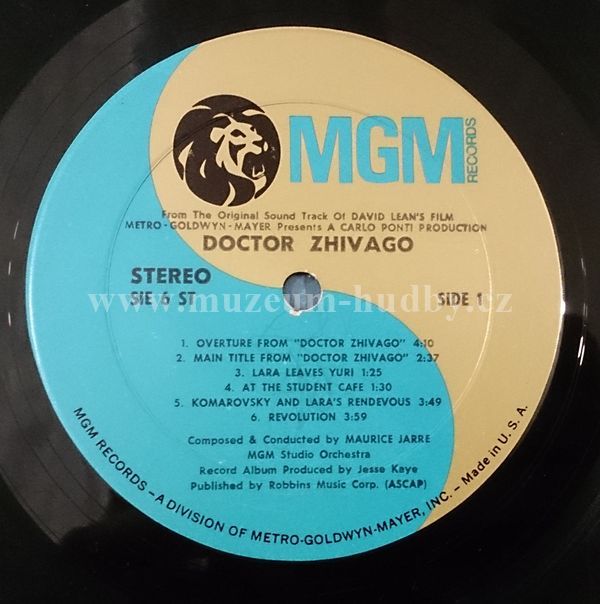 MGM
RECORDS
From The Original Sound Track Of DAVID LEAN'S FILM
METRO-GOLDWYN-MAYER Presents A CARLO PONTI PRODUCTION
DOCTOR ZHIVAGO
STEREO
SIE 6 ST
SIDE 1
www.muzeum-hudby.cz
1. OVERTURE FROM "DOCTOR ZHIVAGO" 4:10
2. MAIN TITLE FROM "DOCTOR ZHIVAGO" 2:37
3. LARA LEAVES YURI 1:25
4. AT THE STUDENT CAFE 1:30
5. KOMAROVSKY AND LARA'S RENDEVOUS 3:49
6. REVOLUTION 3:59
Composed & Conducted by MAURICE JARRE
MGM Studio Orchestra
Record Album Produced by Jesse Kaye
Published by Robbins Music Corp. (ASCAP)
MGM RECORDS – A DIVISION OF METRO-GOLDWYN-MAYER, INC. – Made in U. S. A.